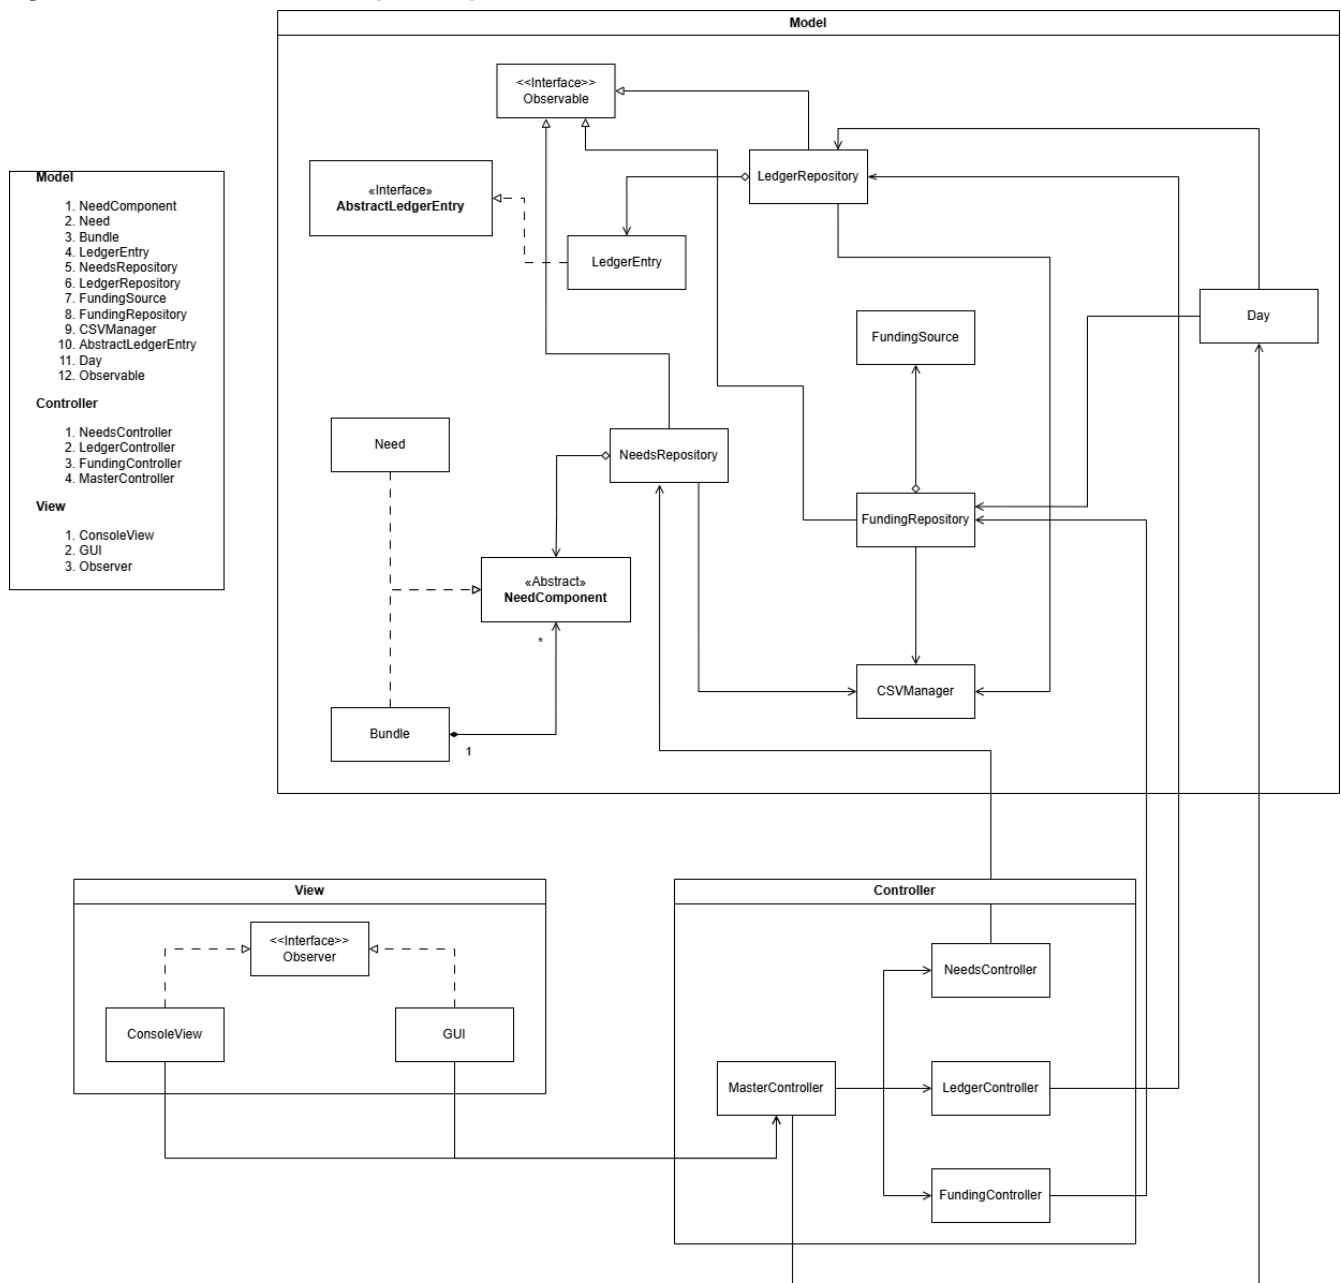 Model
<<Interface>>
Observable
LedgerRepository
«Interface»
AbstractLedgerEntry
LedgerEntry
Day
FundingSource
Need
NeedsRepository
FundingRepository
«Abstract»
NeedComponent
*
CSVManager
Bundle
1
Model
1. NeedComponent
2. Need
3. Bundle
4. LedgerEntry
5. NeedsRepository
6. LedgerRepository
7. FundingSource
8. FundingRepository
9. CSVManager
10. AbstractLedgerEntry
11. Day
12. Observable
Controller
1. NeedsController
2. LedgerController
3. FundingController
4. MasterController
View
1. ConsoleView
2. GUI
3. Observer
View
<<Interface>>
Observer
ConsoleView
GUI
Controller
NeedsController
MasterController
LedgerController
FundingController